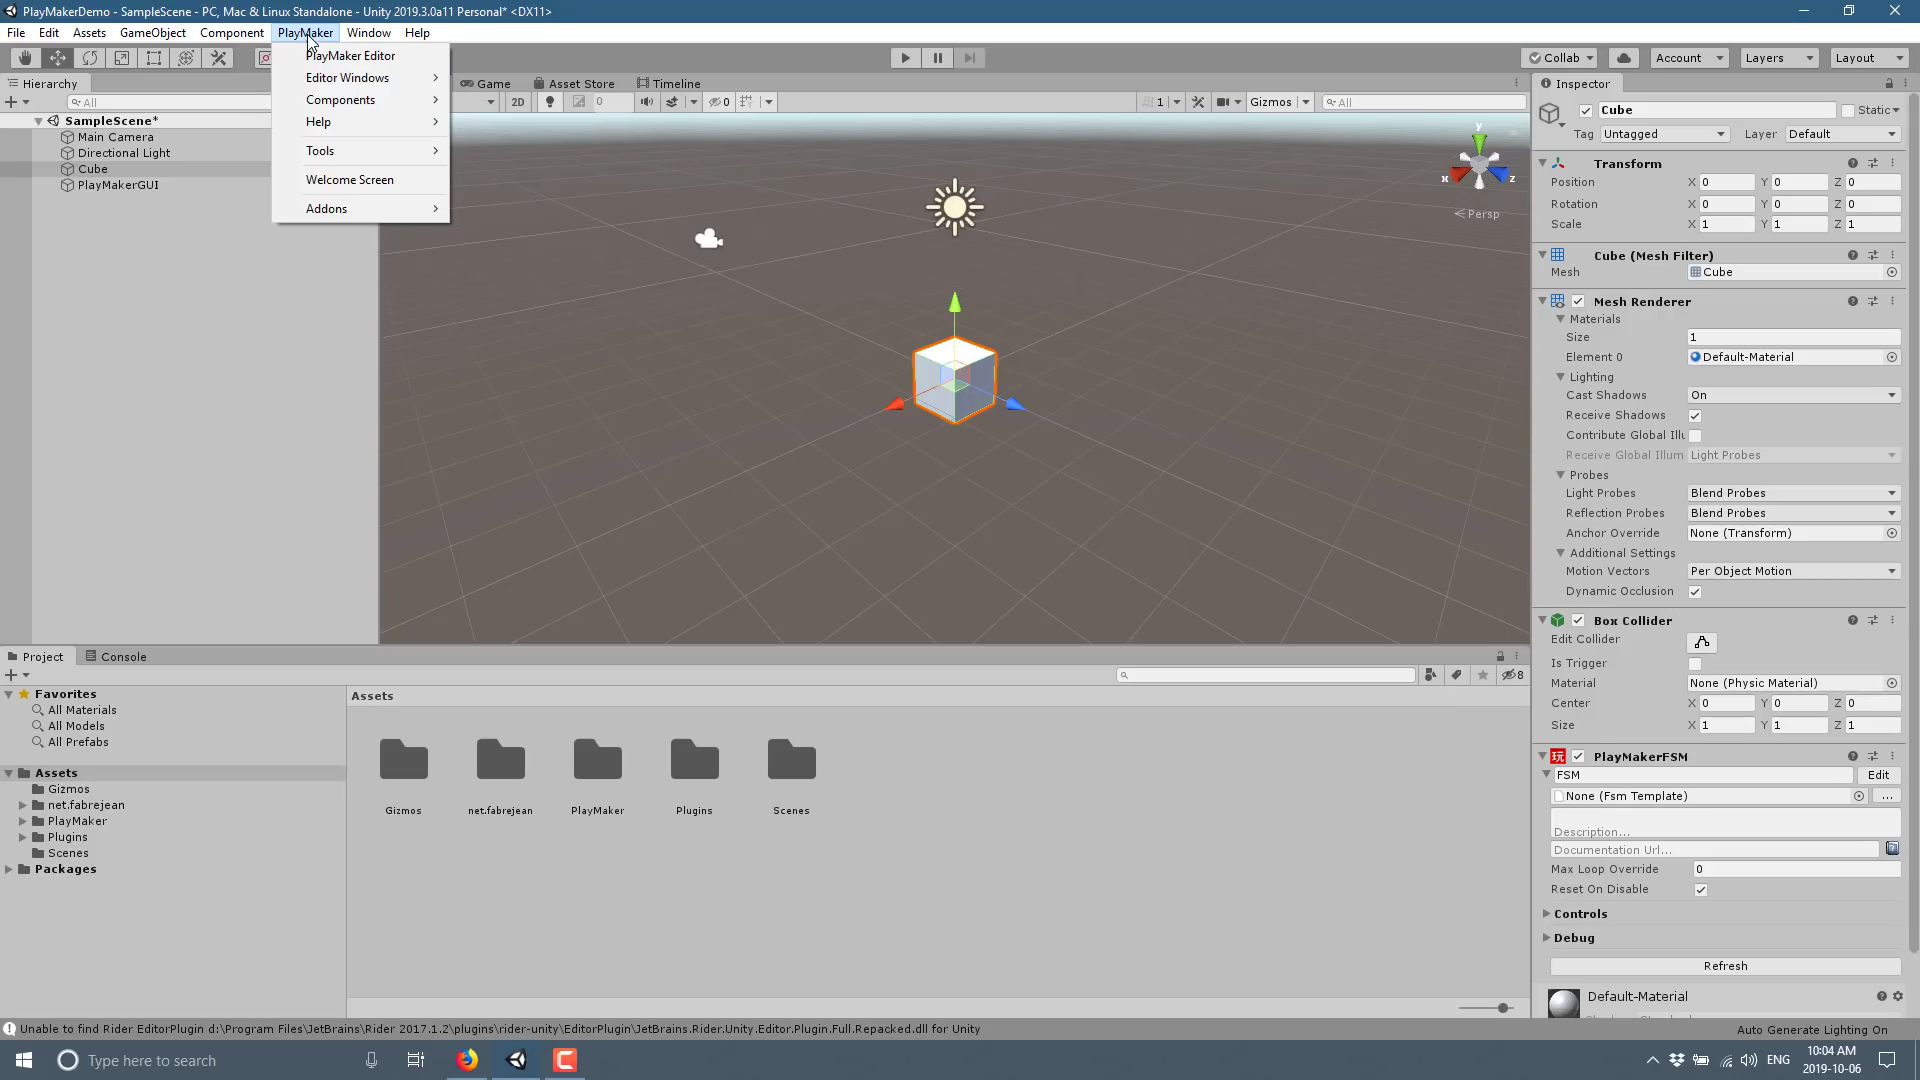 PlayMakerDemo - SampleScene - PC, Mac & Linux Standalone - Unity 2019.3.0a11 Personal* <DX11>
File Edit Assets GameObject Component PlayMaker Window Help
Collab Account Layers Layout
PlayMaker Editor
Editor Windows
Components
Help
Tools
Welcome Screen
Addons
Hierarchy
All
SampleScene*
Main Camera
Directional Light
Cube
PlayMakerGUI
Game Asset Store Timeline
2D 0 0 1 Gizmos All
y
x z
Persp
Inspector
Cube Static
Tag Untagged Layer Default
Transform
Position X 0 Y 0 Z 0
Rotation X 0 Y 0 Z 0
Scale X 1 Y 1 Z 1
Cube (Mesh Filter)
Mesh Cube
Mesh Renderer
Materials
Size 1
Element 0 Default-Material
Lighting
Cast Shadows On
Receive Shadows
Contribute Global Illu
Receive Global Illum Light Probes
Probes
Light Probes Blend Probes
Reflection Probes Blend Probes
Anchor Override None (Transform)
Additional Settings
Motion Vectors Per Object Motion
Dynamic Occlusion
Box Collider
Edit Collider
Is Trigger
Material None (Physic Material)
Center X 0 Y 0 Z 0
Size X 1 Y 1 Z 1
玩 PlayMakerFSM
FSM Edit
None (Fsm Template) ...
Description...
Documentation Url...
Max Loop Override 0
Reset On Disable
Controls
Debug
Refresh
Default-Material
Project Console
8
Favorites
All Materials
All Models
All Prefabs
Assets
Gizmos
net.fabrejean
PlayMaker
Plugins
Scenes
Packages
Assets
Gizmos net.fabrejean PlayMaker Plugins Scenes
Unable to find Rider EditorPlugin d:\Program Files\JetBrains\Rider 2017.1.2\plugins\rider-unity\EditorPlugin\JetBrains.Rider.Unity.Editor.Plugin.Full.Repacked.dll for Unity
Auto Generate Lighting On
Type here to search
ENG
10:04 AM
2019-10-06